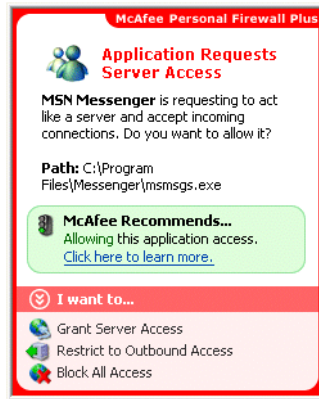 McAfee Personal Firewall Plus
Application Requests
Server Access
MSN Messenger is requesting to act
like a server and accept incoming
connections. Do you want to allow it?
Path: C:\Program
Files\Messenger\msmsgs.exe
McAfee Recommends...
Allowing this application access.
Click here to learn more.
I want to...
Grant Server Access
Restrict to Outbound Access
Block All Access